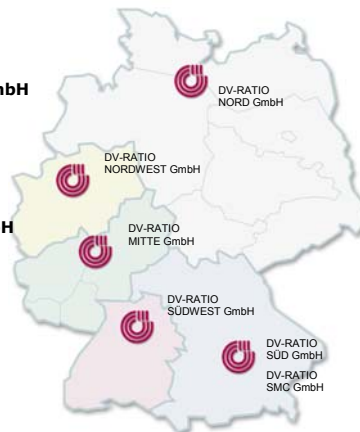 mbH
DV-RATIO
NORD GmbH
DV-RATIO
NORDWEST GmbH
H
DV-RATIO
MITTE GmbH
DV-RATIO
SÜDWEST GmbH
DV-RATIO
SÜD GmbH
DV-RATIO
SMC GmbH